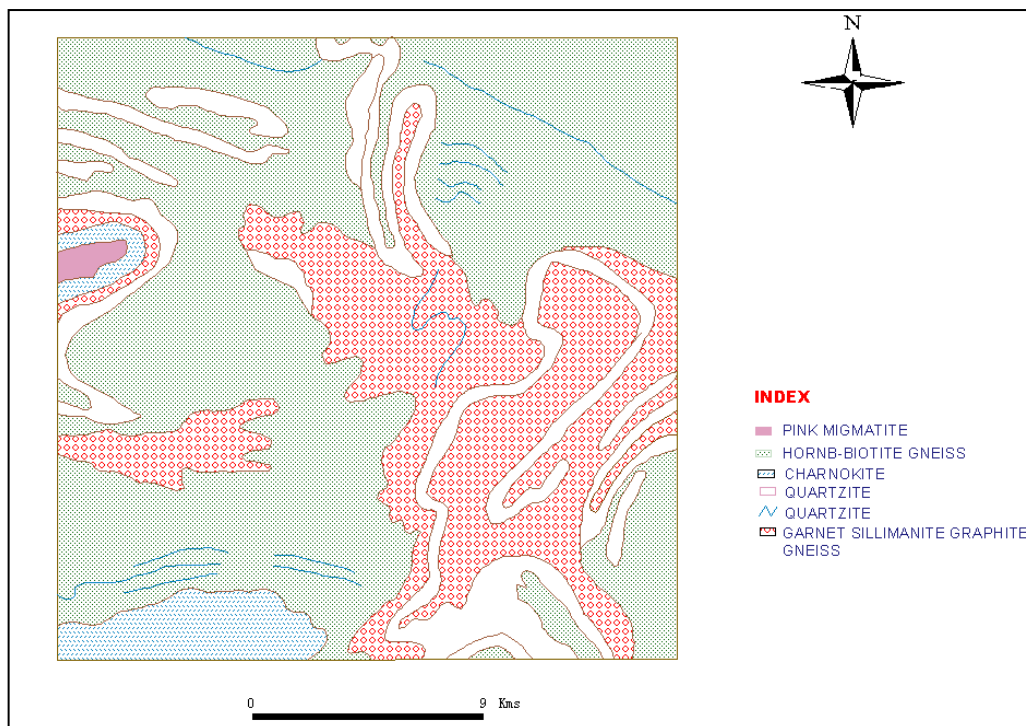 N
INDEX
PINK MIGMATITE
HORNB-BIOTITE GNEISS
CHARNOKITE
QUARTZITE
QUARTZITE
GARNET SILLIMANITE GRAPHITE
GNEISS
0 9 Kms